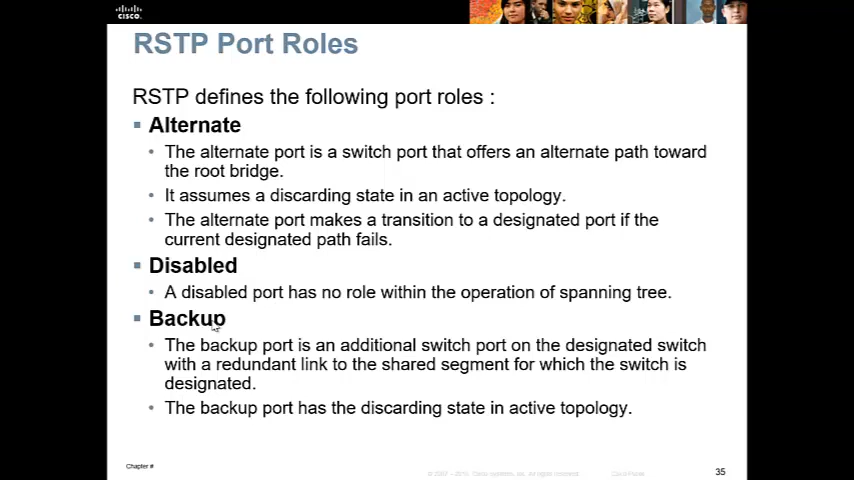 CISCO.
RSTP Port Roles
RSTP defines the following port roles :
Alternate
The alternate port is a switch port that offers an alternate path toward
the root bridge.
It assumes a discarding state in an active topology.
The alternate port makes a transition to a designated port if the
current designated path fails.
Disabled
A disabled port has no role within the operation of spanning tree.
Backup
The backup port is an additional switch port on the designated switch
with a redundant link to the shared segment for which the switch is
designated.
The backup port has the discarding state in active topology.
Chapter #
35